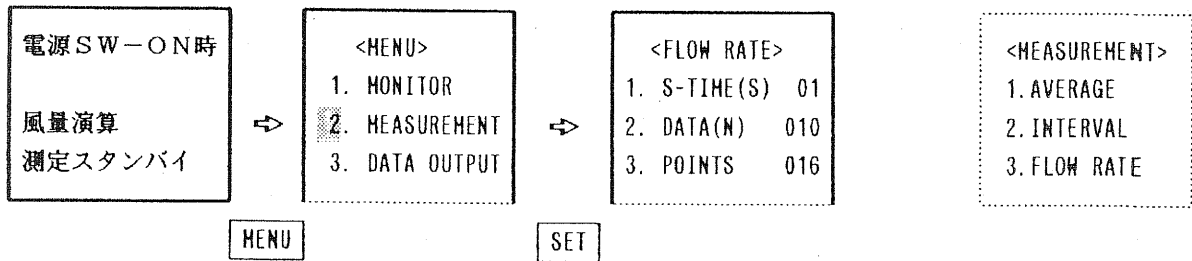 電源SW-ON時
風量演算
測定スタンバイ
⇨
<MENU>
1. MONITOR
2. MEASUREMENT
3. DATA OUTPUT
⇨
<FLOW RATE>
1. S-TIME(S) 01
2. DATA(N) 010
3. POINTS 016
<MEASUREMENT>
1. AVERAGE
2. INTERVAL
3. FLOW RATE
MENU
SET